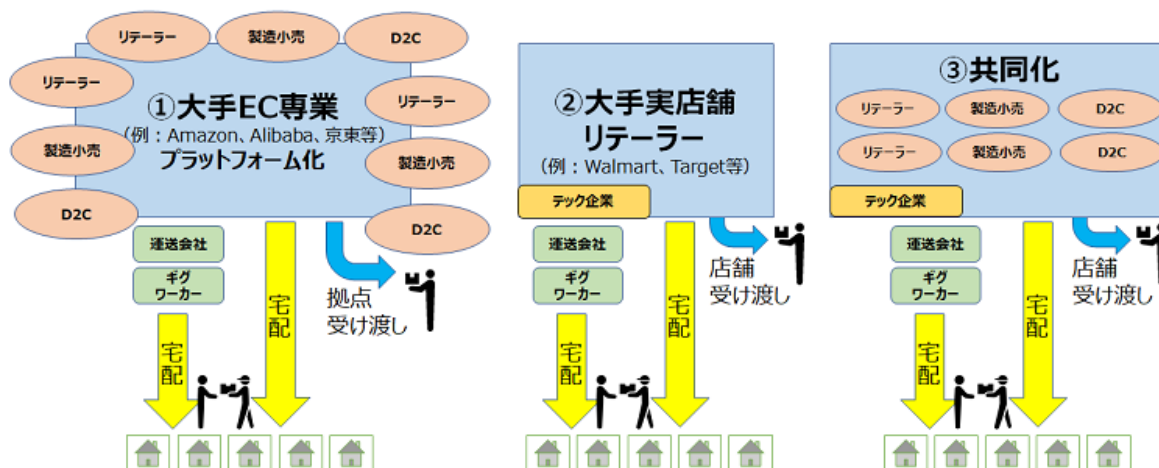 リテーラー
製造小売
D2C
リテーラー
製造小売
D2C
リテーラー
製造小売
D2C
①大手EC専業
(例：Amazon、Alibaba、京東等)
プラットフォーム化
運送会社
ギグ
ワーカー
宅配
宅配
拠点
受け渡し
②大手実店舗
リテーラー
(例：Walmart、Target等)
テック企業
運送会社
ギグ
ワーカー
宅配
宅配
店舗
受け渡し
③共同化
リテーラー
製造小売
D2C
リテーラー
製造小売
D2C
テック企業
運送会社
ギグ
ワーカー
宅配
宅配
店舗
受け渡し